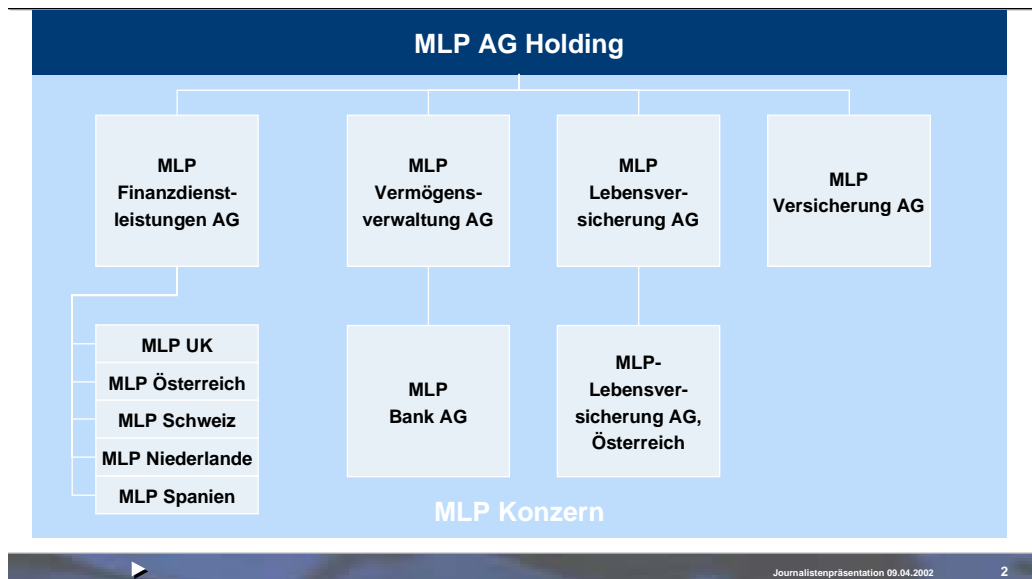 MLP AG Holding
MLP
Finanzdienst-
leistungen AG
MLP
Vermögens-
verwaltung AG
MLP
Lebensver-
sicherung AG
MLP
Versicherung AG
MLP UK
MLP Österreich
MLP Schweiz
MLP Niederlande
MLP Spanien
MLP
Bank AG
MLP-
Lebensver-
sicherung AG,
Österreich
MLP Konzern
Journalistenpräsentation 09.04.2002
2